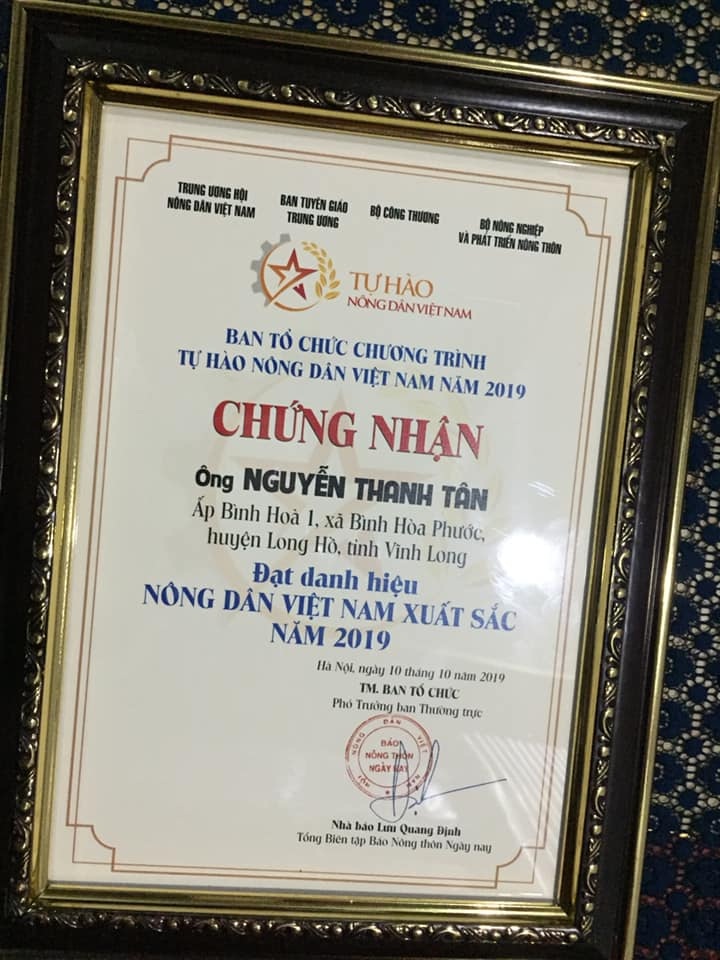 TRUNG ƯƠNG HỘI
NÔNG DÂN VIỆT NAM
BAN TUYÊN GIÁO
TRUNG ƯƠNG
BỘ CÔNG THƯƠNG
BỘ NÔNG NGHIỆP
VÀ PHÁT TRIỂN NÔNG THÔN
TỰ HÀO
NÔNG DÂN VIỆT NAM
BAN TỔ CHỨC CHƯƠNG TRÌNH
TỰ HÀO NÔNG DÂN VIỆT NAM NĂM 2019
CHỨNG NHẬN
Ông NGUYỄN THANH TÂN
Ấp Bình Hoà 1, xã Bình Hòa Phước,
huyện Long Hồ, tỉnh Vĩnh Long
Đạt danh hiệu
NÔNG DÂN VIỆT NAM XUẤT SẮC
NĂM 2019
Hà Nội, ngày 10 tháng 10 năm 2019
TM. BAN TỔ CHỨC
Phó Trưởng ban Thường trực
HỘI NÔNG DÂN VIỆT NAM
BÁO
NÔNG THÔN
NGÀY NAY
Nhà báo Lưu Quang Định
Tổng Biên tập Báo Nông thôn Ngày nay